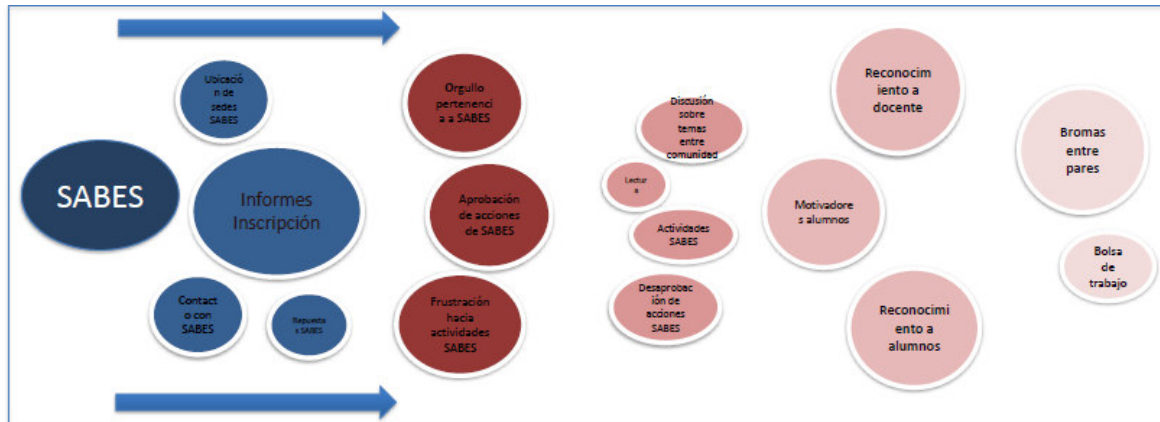 SABES
Ubicació
n de
sedes
SABES
Informes
Inscripción
Contact
o con
SABES
Repuesta
s SABES
Orgullo
pertenenci
a a SABES
Aprobación
de acciones
de SABES
Frustración
hacia
actividades
SABES
Discusión
sobre
temas
entre
comunidad
Lectur
a
Actividades
SABES
Desaprobac
ión de
acciones
SABES
Reconocim
iento a
docente
Motivadore
s alumnos
Reconocimi
ento a
alumnos
Bromas
entre
pares
Bolsa
de
trabajo